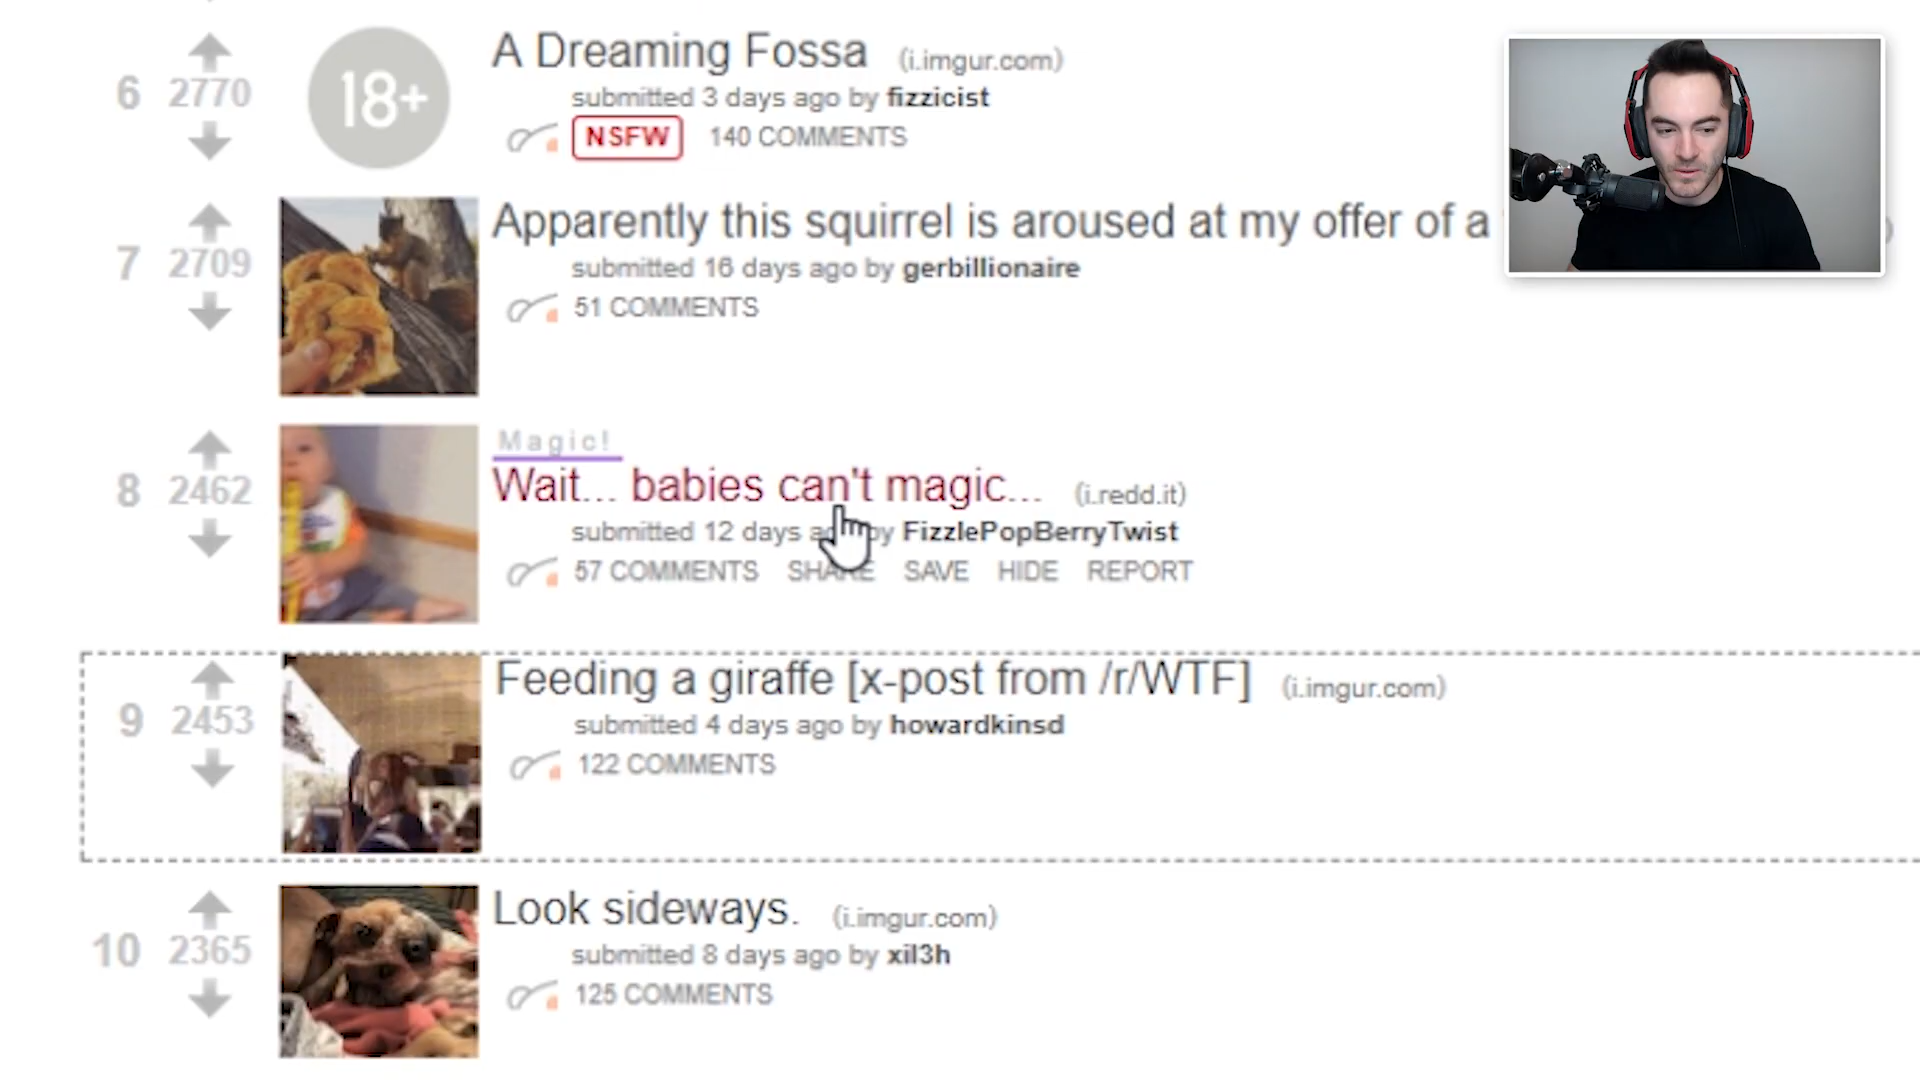 6
2770
18+
A Dreaming Fossa (i.imgur.com)
submitted 3 days ago by fizzicist
NSFW 140 COMMENTS
7
2709
Apparently this squirrel is aroused at my offer of a
submitted 16 days ago by gerbillionaire
51 COMMENTS
8
2462
Magic!
Wait... babies can't magic... (i.redd.it)
submitted 12 days ago by FizzlePopBerryTwist
57 COMMENTS SHARE SAVE HIDE REPORT
9
2453
Feeding a giraffe [x-post from /r/WTF] (i.imgur.com)
submitted 4 days ago by howardkinsd
122 COMMENTS
10
2365
Look sideways. (i.imgur.com)
submitted 8 days ago by xil3h
125 COMMENTS